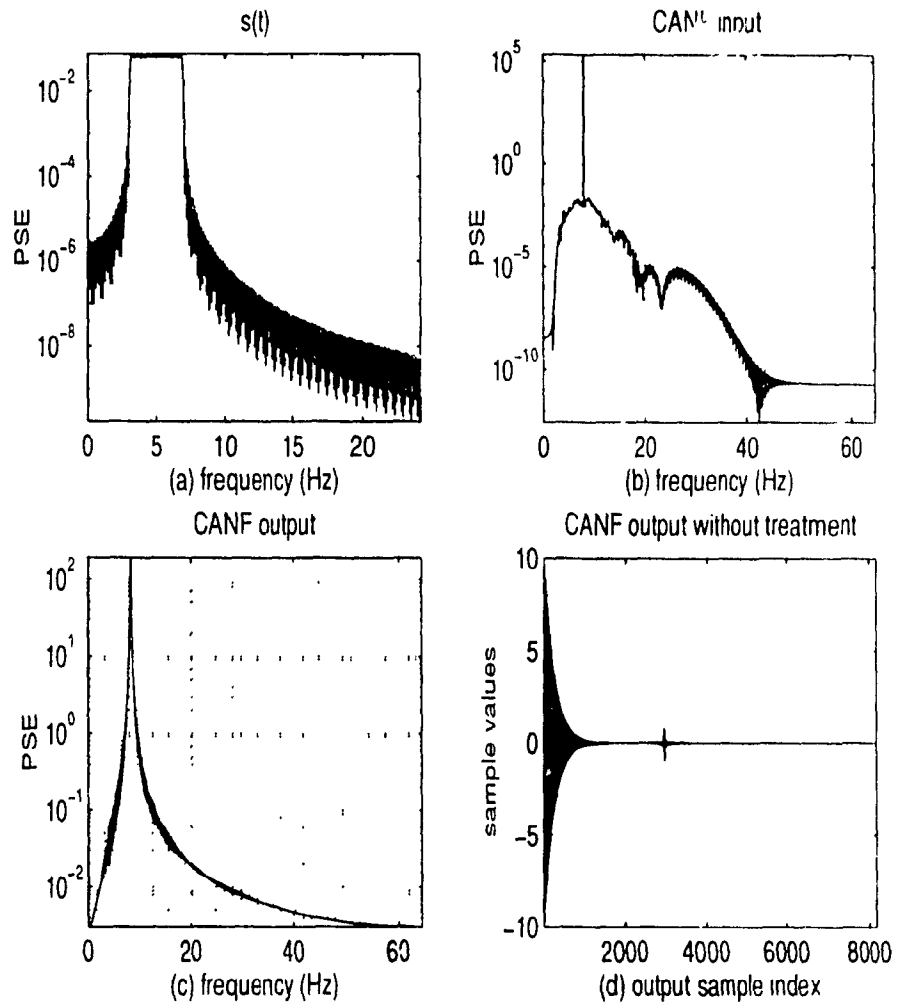 s(t)
10^-2
10^-4
10^-6
10^-8
PSE
0 5 10 15 20
(a) frequency (Hz)
input
10^5
10^0
10^-5
10^-10
PSE
0 20 40 60
(b) frequency (Hz)
CANF output
10^2
10^1
10^0
10^-1
10^-2
PSE
0 20 40 60
(c) frequency (Hz)
CANF output without treatment
10
5
0
-5
-10
sample values
2000 4000 6000 8000
(d) output sample index